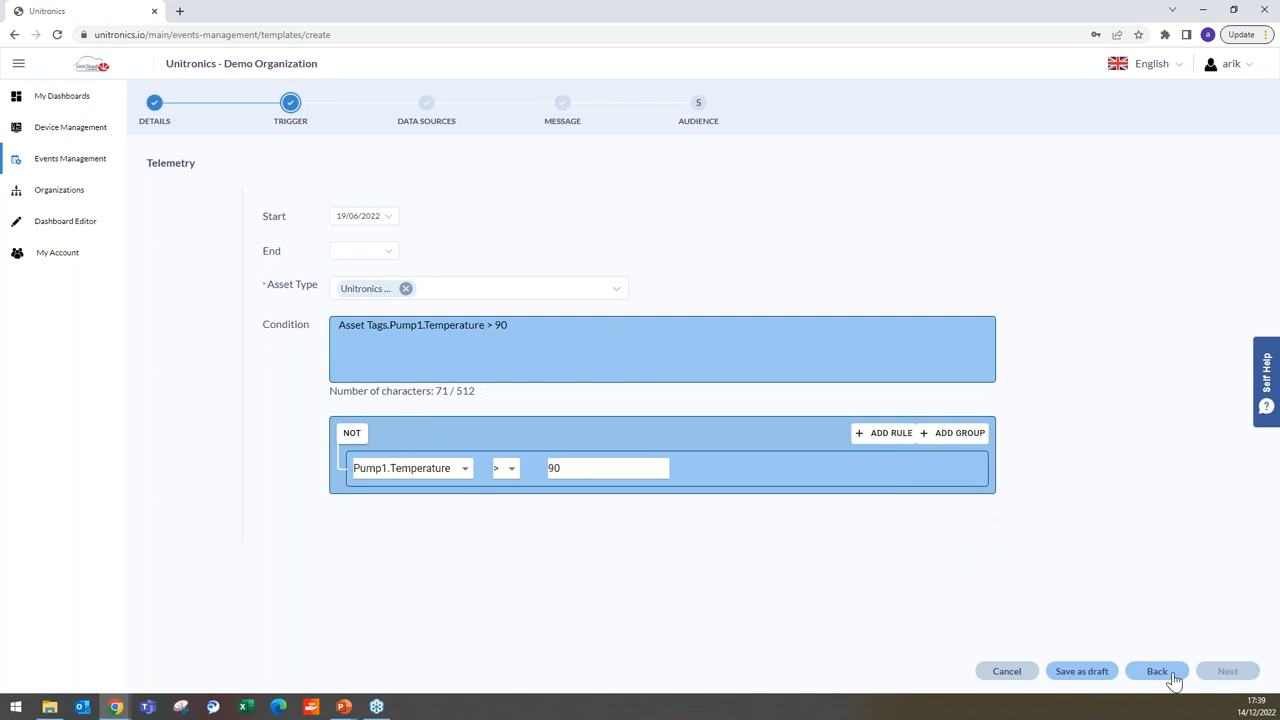 Unitronics
unitronics.io/main/events-management/templates/create
a
Update
UniCloud
Unitronics - Demo Organization
English
arik
My Dashboards
Device Management
Events Management
Organizations
Dashboard Editor
My Account
DETAILS
TRIGGER
DATA SOURCES
MESSAGE
5
AUDIENCE
Telemetry
Start
19/06/2022
End
*Asset Type
Unitronics ...
Condition
Asset Tags.Pump1.Temperature > 90
Number of characters: 71 / 512
NOT
+ ADD RULE
+ ADD GROUP
Pump1.Temperature
>
90
Self Help
?
Cancel
Save as draft
Back
Next
17:39
14/12/2022